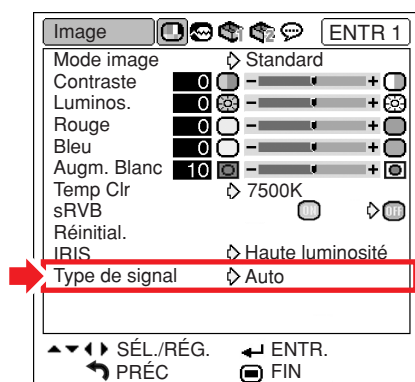 Image ENTR 1
Mode image Standard
Contraste 0 - +
Luminos. 0 - +
Rouge 0 - +
Bleu 0 - +
Augm. Blanc 10 - +
Temp Clr 7500K
sRVB OFF
Réinitial.
IRIS Haute luminosité
Type de signal Auto
SÉL./RÉG. ENTR.
PRÉC FIN